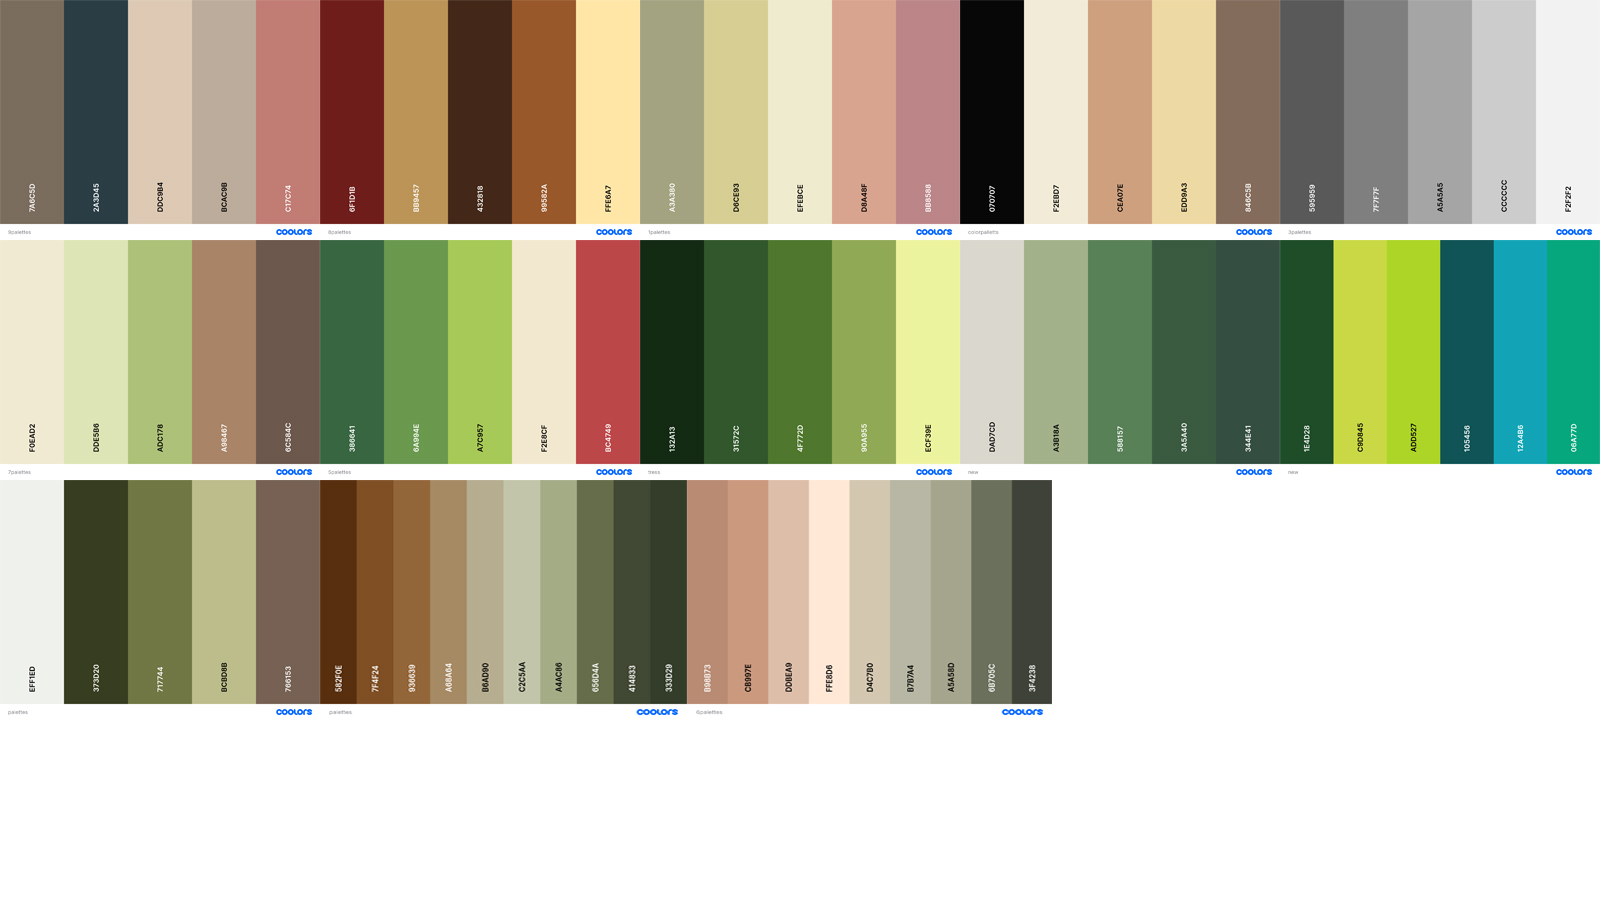 7A6C5D
2A3D45
DDC9B4
BCAC9B
C17C74
6F1D1B
BB9457
432818
99582A
FFE6A7
A3A380
D6CE93
EFEBCE
D8A48F
BB8588
070707
F2EBD7
CEA07E
EDD9A3
846C5B
595959
7F7F7F
A5A5A5
CCCCCC
F2F2F2
9palettes
coolors
8palettes
coolors
1palettes
coolors
colorpalletts
coolors
3palettes
coolors
F0EAD2
DDE5B6
ADC178
A98467
6C584C
386641
6A994E
A7C957
F2E8CF
BC4749
132A13
31572C
4F772D
90A955
ECF39E
DAD7CD
A3B18A
588157
3A5A40
344E41
1E4D28
C9D845
ADD527
105456
12A4B6
06A77D
7palettes
coolors
5palettes
coolors
tress
coolors
new
coolors
new
coolors
EFF1ED
373D20
717744
BCBD8B
766153
582F0E
7F4F24
936639
A68A64
B6AD90
C2C5AA
A4AC86
656D4A
414833
333D29
B98B73
CB997E
DDBEA9
FFE8D6
D4C7B0
B7B7A4
A5A58D
6B705C
3F4238
palettes
coolors
palettes
coolors
6palettes
coolors